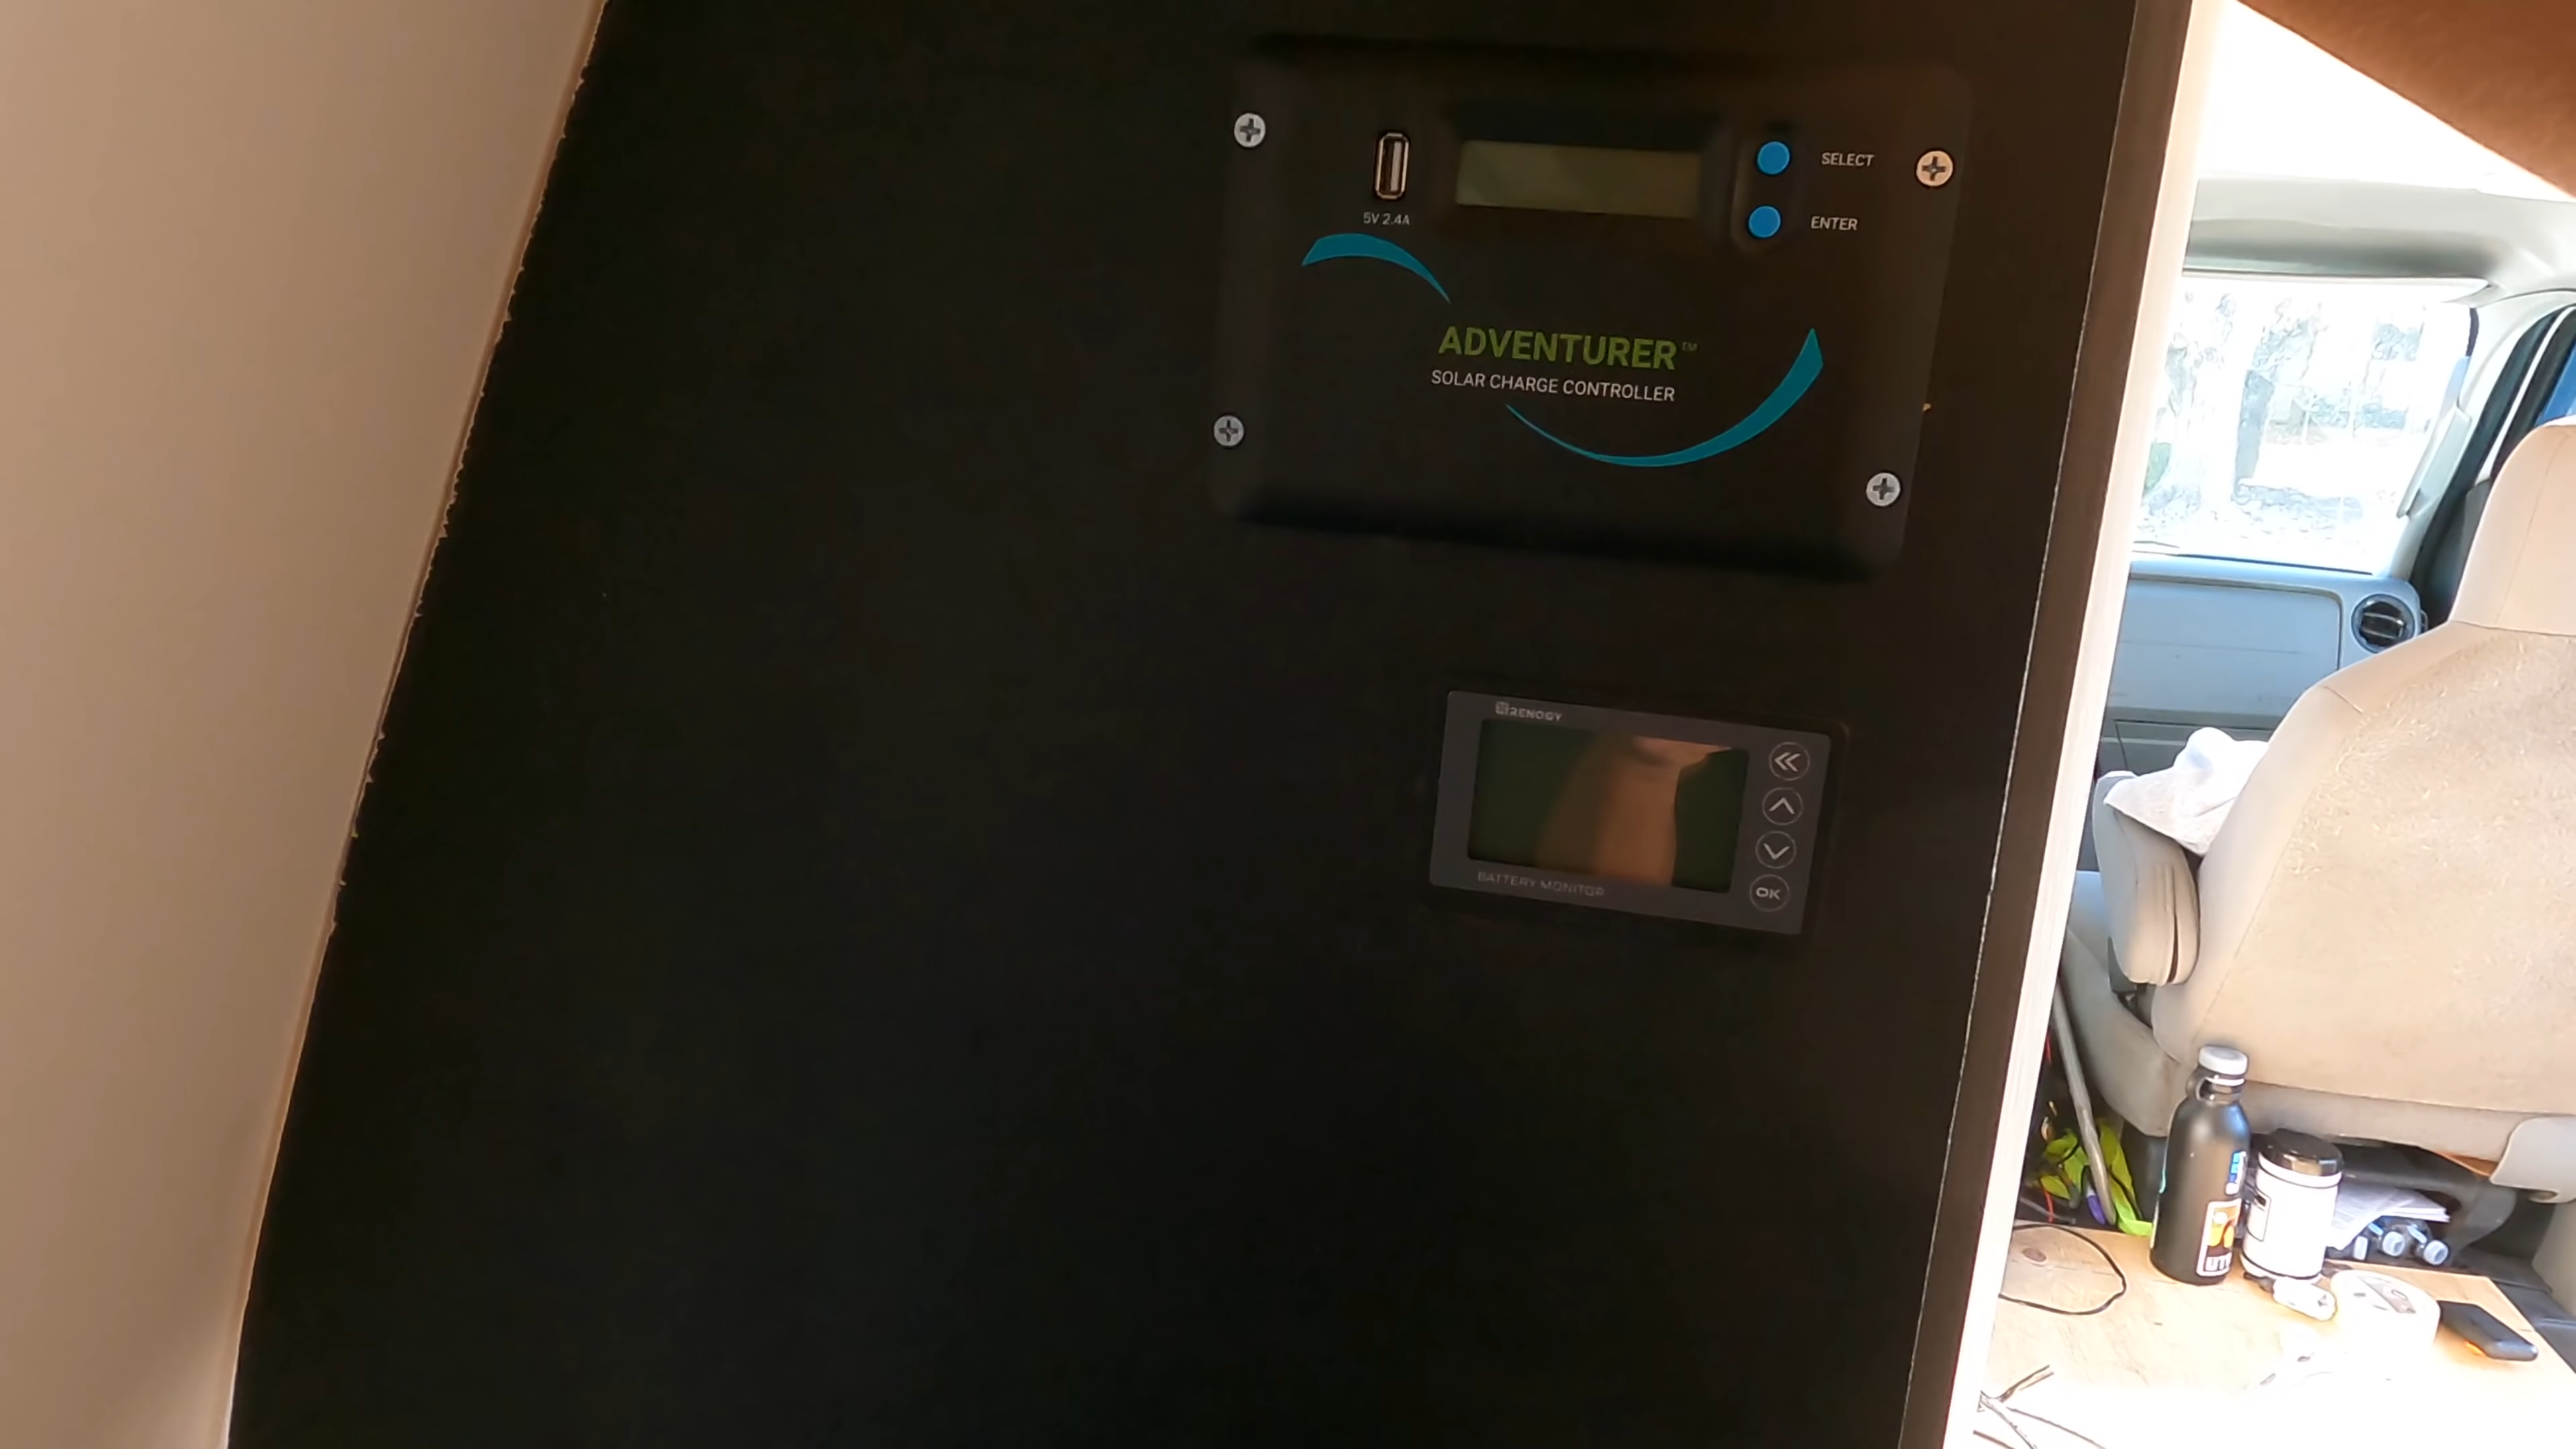 SELECT
ENTER
5V 2.4A
ADVENTURER™
SOLAR CHARGE CONTROLLER
RENOGY
BATTERY MONITOR
OK